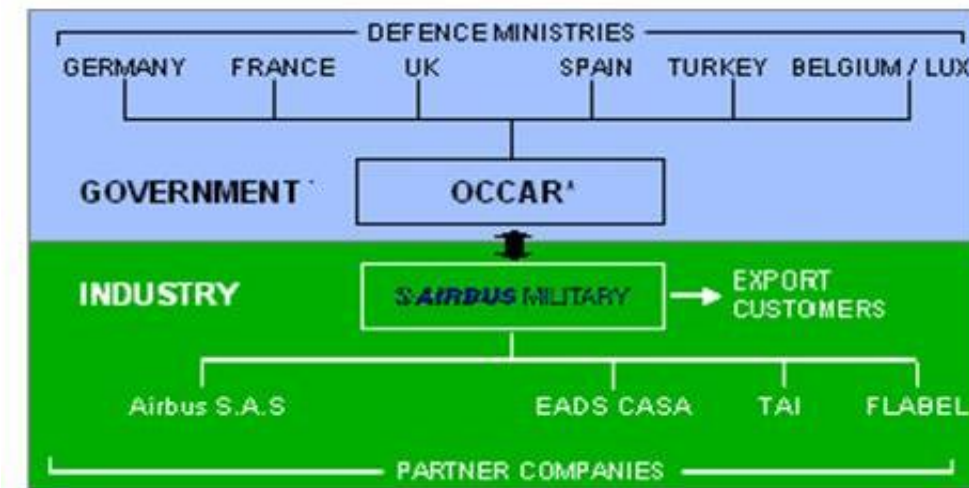 DEFENCE MINISTRIES
GERMANY FRANCE UK SPAIN TURKEY BELGIUM / LUX
GOVERNMENT
OCCAR
INDUSTRY
AIRBUS MILITARY
EXPORT
CUSTOMERS
Airbus S.A.S EADS CASA TAI FLABEL
PARTNER COMPANIES